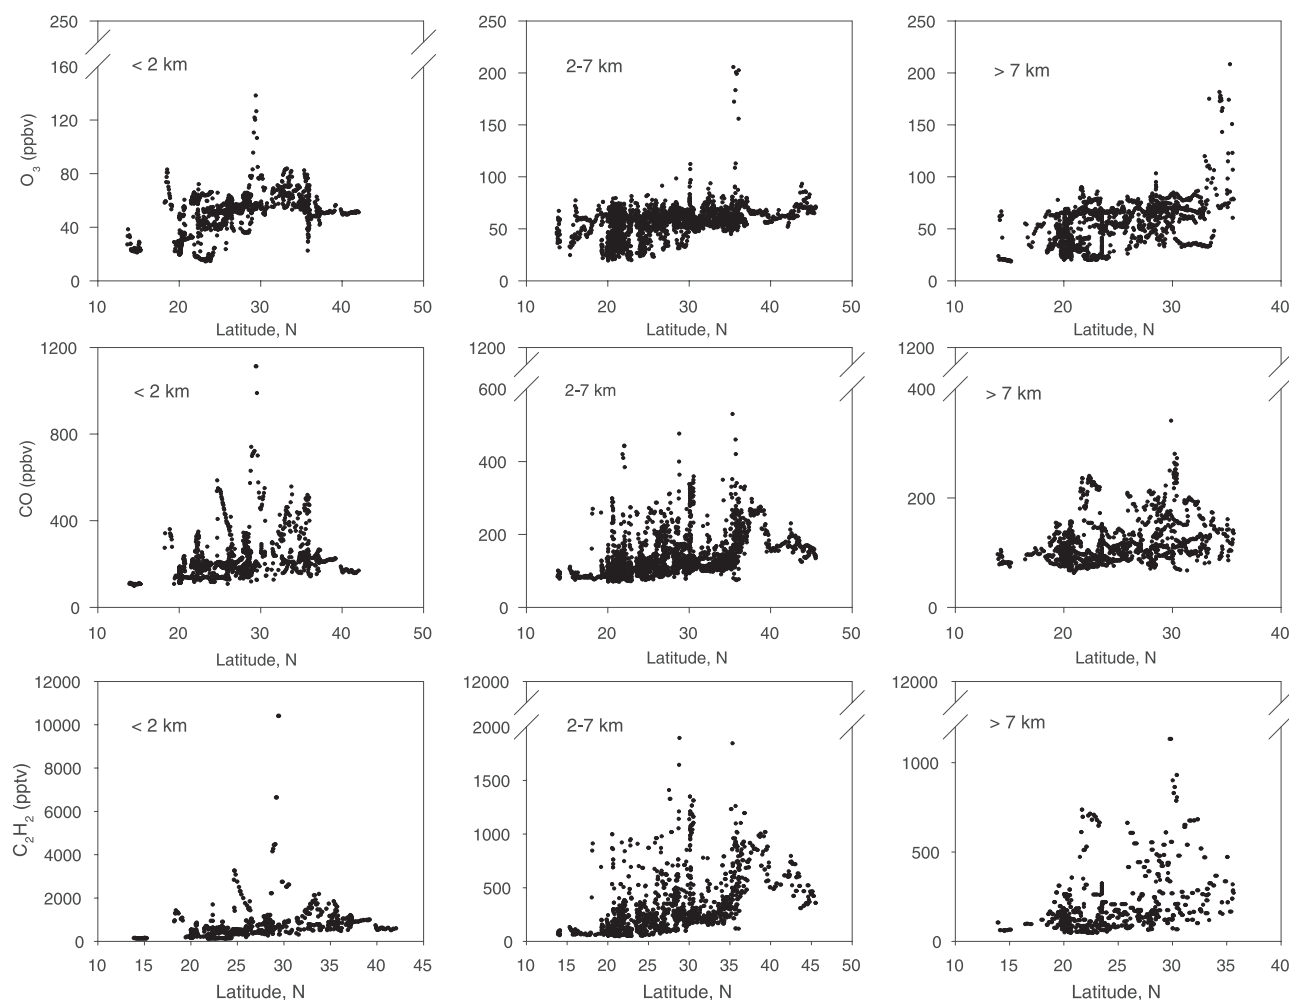 250
160
120
80
40
0
O3 (ppbv)
< 2 km
10 20 30 40 50
Latitude, N
250
200
150
100
50
0
2-7 km
10 20 30 40 50
Latitude, N
250
200
150
100
50
0
> 7 km
10 20 30 40
Latitude, N
1200
800
400
0
CO (ppbv)
< 2 km
10 20 30 40 50
Latitude, N
1200
600
400
200
100
0
2-7 km
10 20 30 40 50
Latitude, N
1200
400
200
0
> 7 km
10 20 30 40
Latitude, N
12000
10000
8000
6000
4000
2000
0
C2H2 (pptv)
< 2 km
10 15 20 25 30 35 40 45
Latitude, N
12000
2000
1500
1000
500
0
2-7 km
10 15 20 25 30 35 40 45 50
Latitude, N
12000
1000
500
0
> 7 km
10 15 20 25 30 35 40
Latitude, N